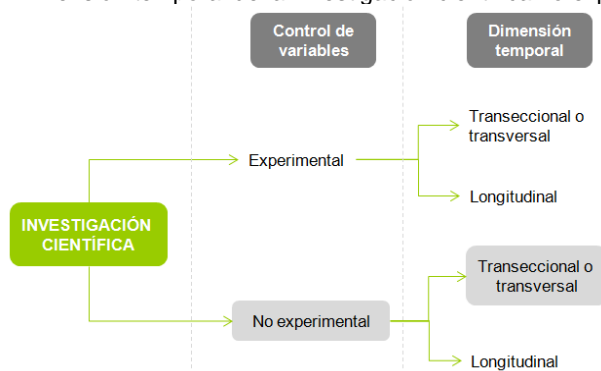 Control de
variables
Dimensión
temporal
Transeccional o
transversal
Experimental
Longitudinal
INVESTIGACIÓN
CIENTÍFICA
Transeccional o
transversal
No experimental
Longitudinal